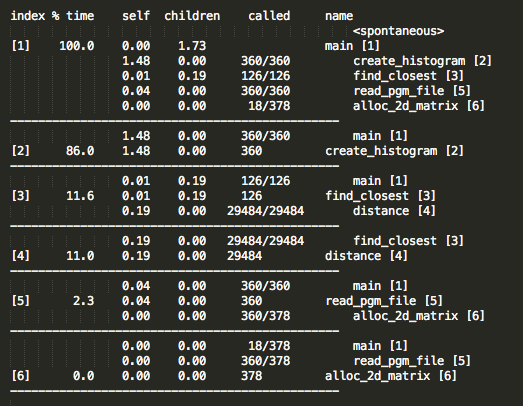 index % time    self  children    called       name
                                                   <spontaneous>
[1]    100.0    0.00    1.73                 main [1]
                1.48    0.00     360/360         create_histogram [2]
                0.01    0.19     126/126         find_closest [3]
                0.04    0.00     360/360         read_pgm_file [5]
                0.00    0.00      18/378         alloc_2d_matrix [6]
                1.48    0.00     360/360         main [1]
[2]     86.0    1.48    0.00     360         create_histogram [2]
                0.01    0.19     126/126         main [1]
[3]     11.6    0.01    0.19     126         find_closest [3]
                0.19    0.00   29484/29484       distance [4]
                0.19    0.00   29484/29484       find_closest [3]
[4]     11.0    0.19    0.00   29484         distance [4]
                0.04    0.00     360/360         main [1]
[5]      2.3    0.04    0.00     360         read_pgm_file [5]
                0.00    0.00     360/378         alloc_2d_matrix [6]
                0.00    0.00      18/378         main [1]
                0.00    0.00     360/378         read_pgm_file [5]
[6]      0.0    0.00    0.00     378         alloc_2d_matrix [6]